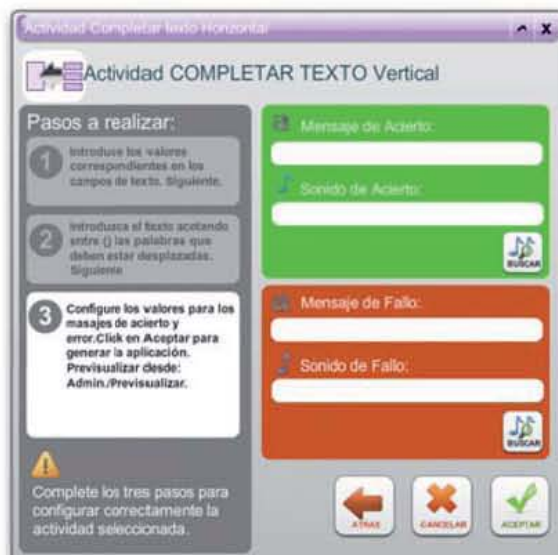 Actividad Completar texto Horizontal
Actividad COMPLETAR TEXTO Vertical
Pasos a realizar:
1
Introduce los valores
correspondientes en los
campos de texto. Siguiente.
2
Introduzca el texto acotando
entre () las palabras que
deben estar desplazadas.
Siguiente
3
Configure los valores para los
masajes de acierto y
error.Click en Aceptar para
generar la aplicación.
Previsualizar desde:
Admin./Previsualizar.
Complete los tres pasos para
configurar correctamente la
actividad seleccionada.
Mensaje de Acierto:
Sonido de Acierto:
BUSCAR
Mensaje de Fallo:
Sonido de Fallo:
BUSCAR
ATRAS
CANCELAR
ACEPTAR